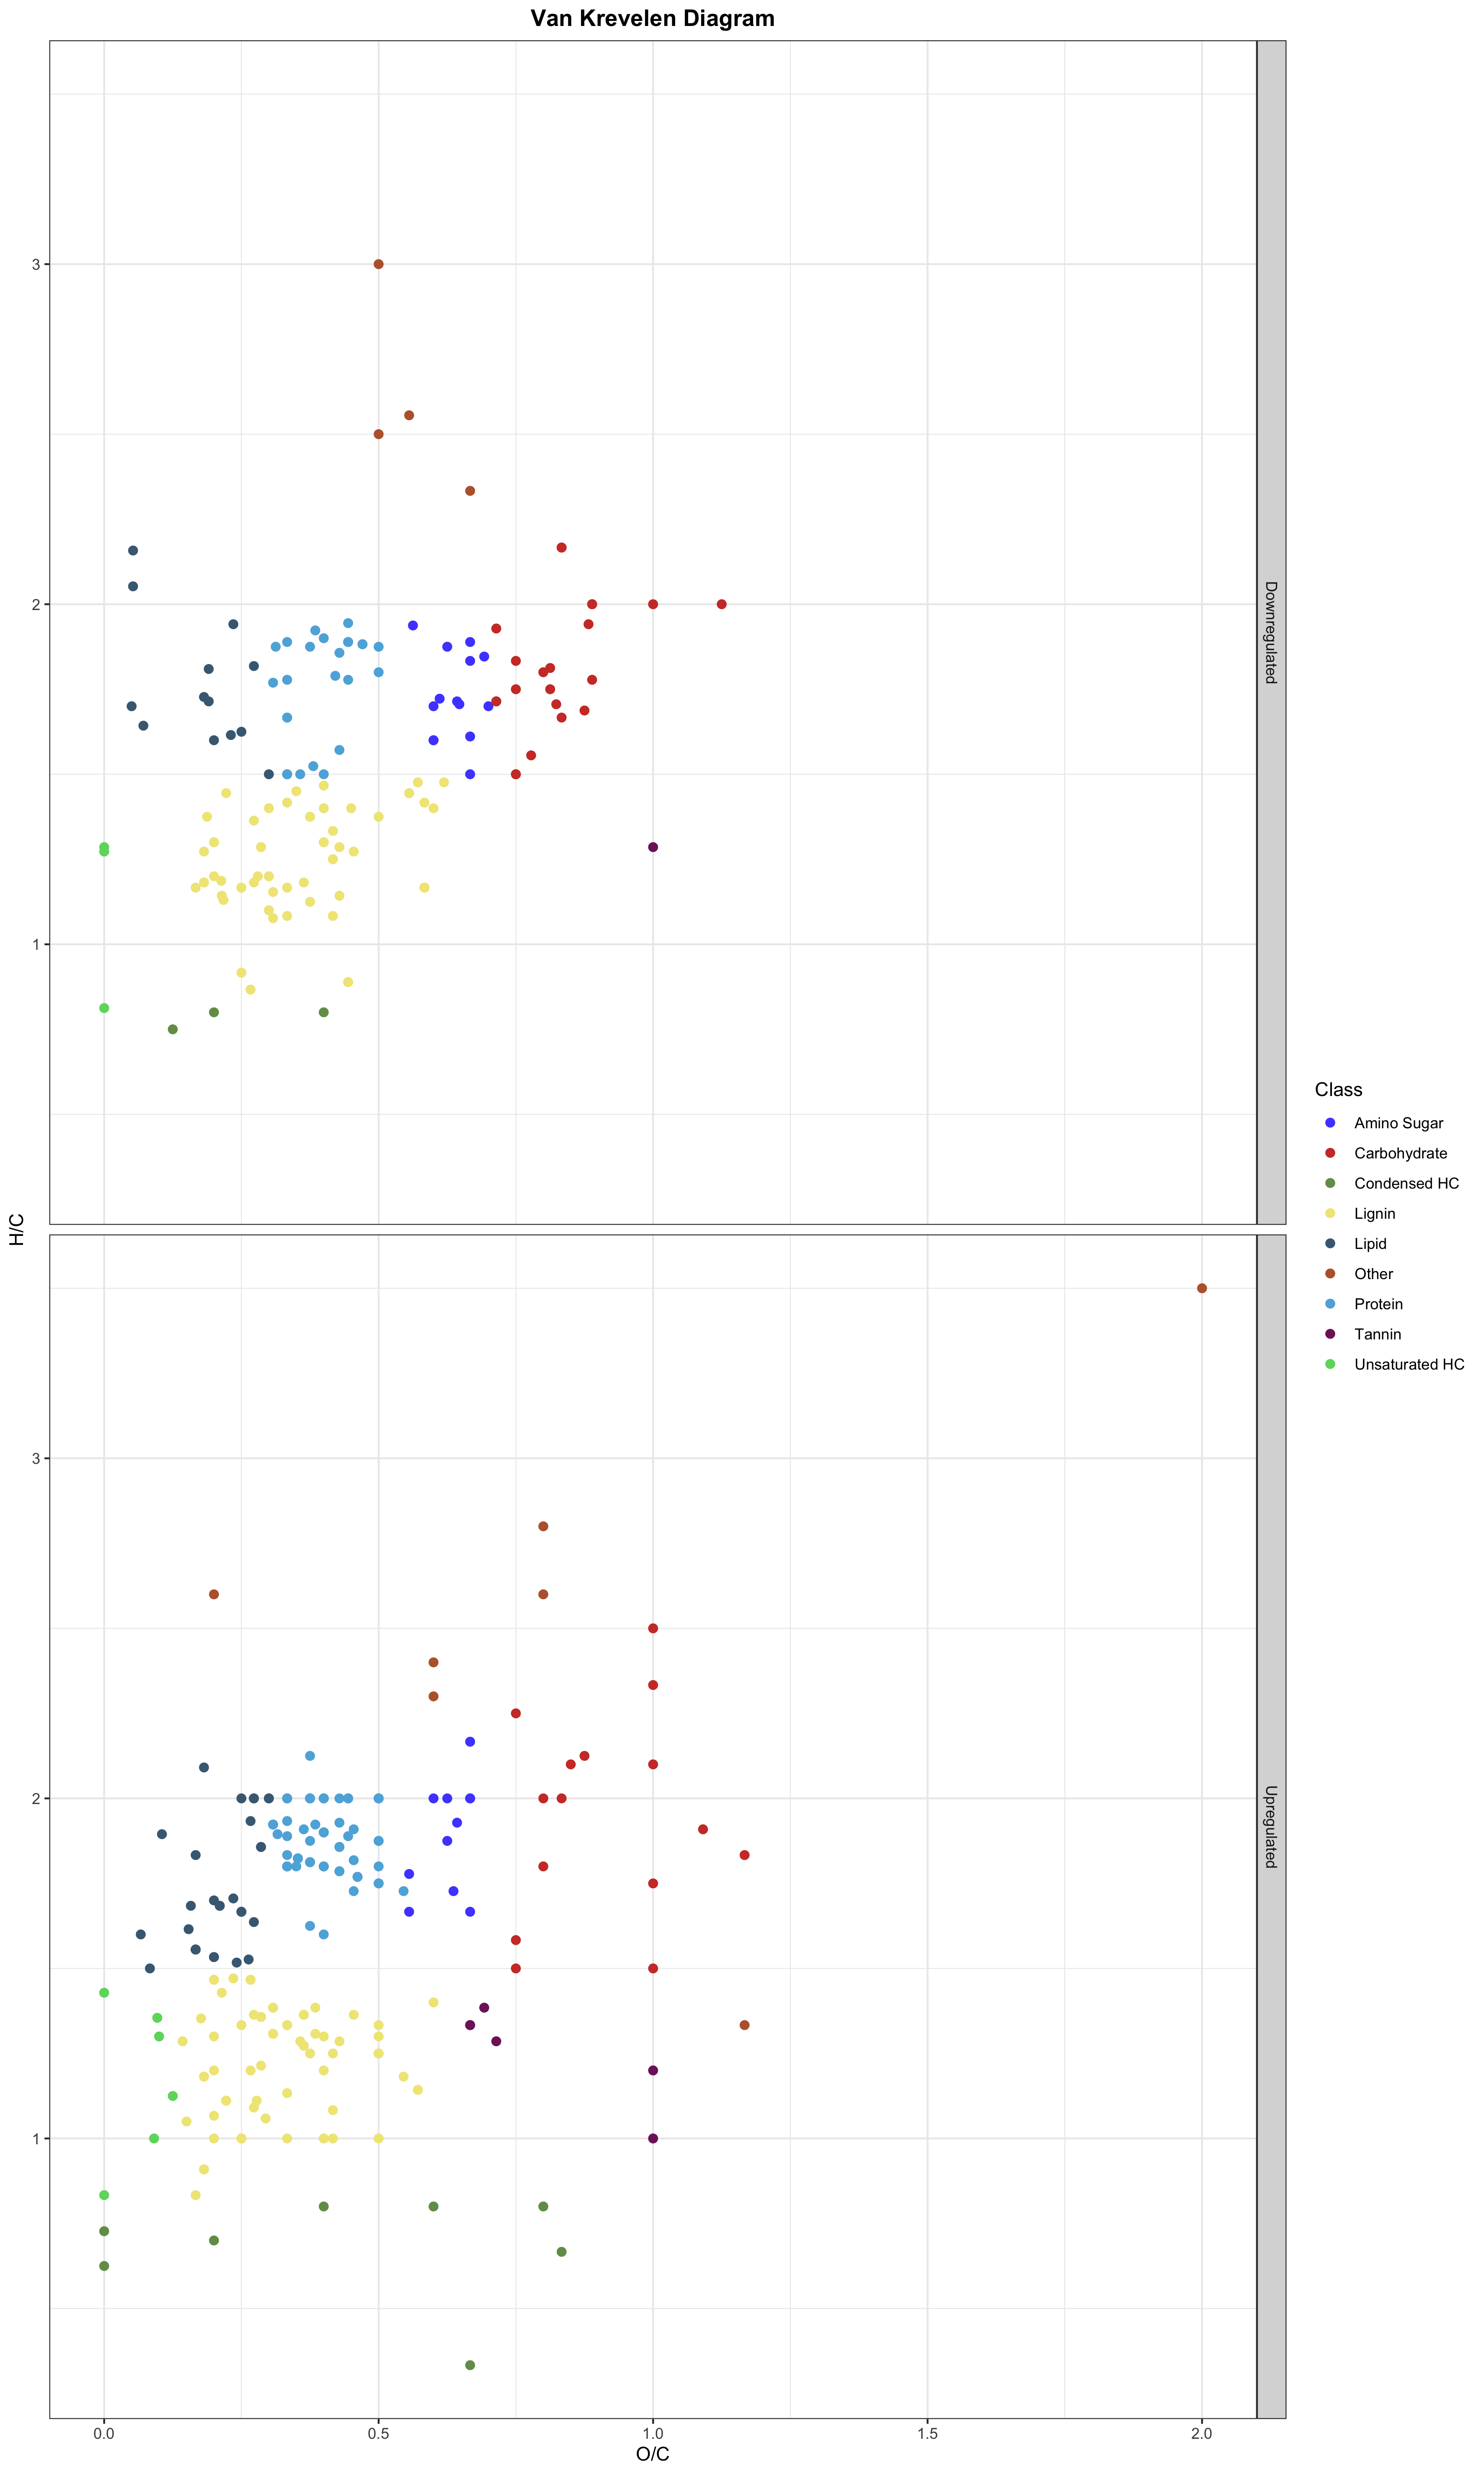 Van Krevelen Diagram
3
2
1
Downregulated
H/C
3
2
1
Upregulated
0.0
0.5
1.0
1.5
2.0
O/C
Class
Amino Sugar
Carbohydrate
Condensed HC
Lignin
Lipid
Other
Protein
Tannin
Unsaturated HC